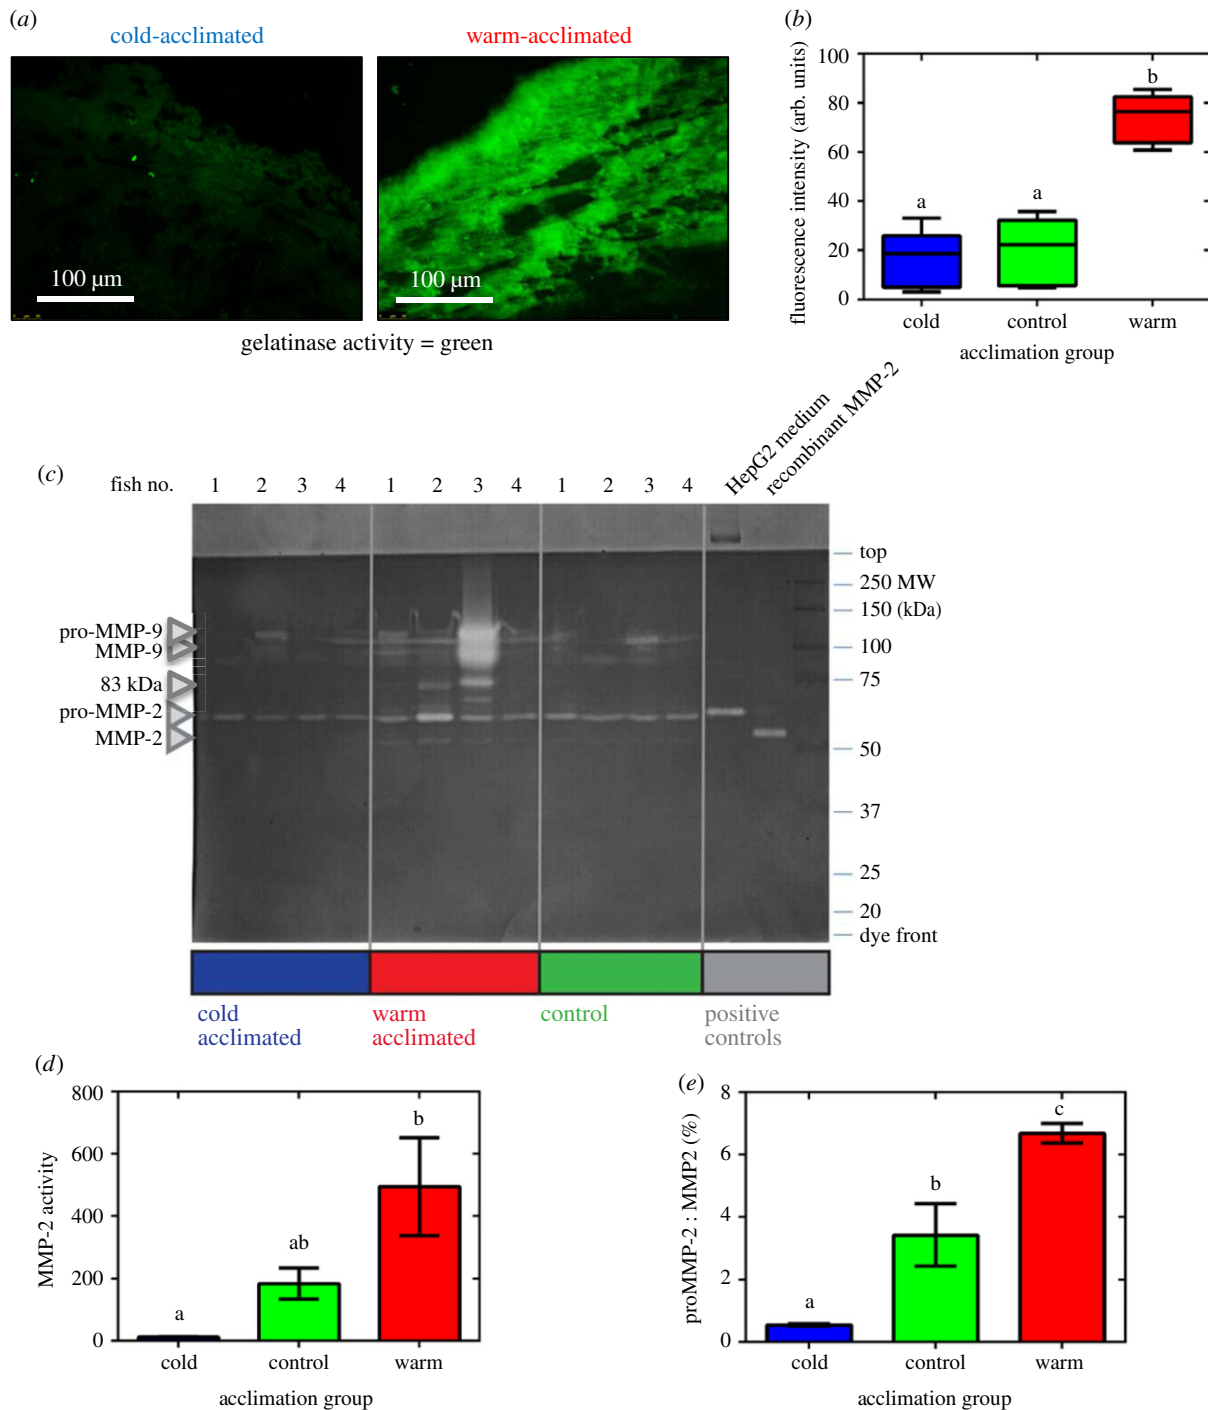 (a)
cold-acclimated
warm-acclimated
100 µm
100 µm
gelatinase activity = green
(b)
fluorescence intensity (arb. units)
100
80
60
40
20
0
a
a
b
cold
control
warm
acclimation group
(c)
fish no.
1
2
3
4
1
2
3
4
1
2
3
4
HepG2 medium
recombinant MMP-2
pro-MMP-9
MMP-9
83 kDa
pro-MMP-2
MMP-2
top
250 MW
150 (kDa)
100
75
50
37
25
20
dye front
cold
acclimated
warm
acclimated
control
positive
controls
(d)
MMP-2 activity
800
600
400
200
0
a
ab
b
cold
control
warm
acclimation group
(e)
proMMP-2 : MMP2 (%)
8
6
4
2
0
a
b
c
cold
control
warm
acclimation group